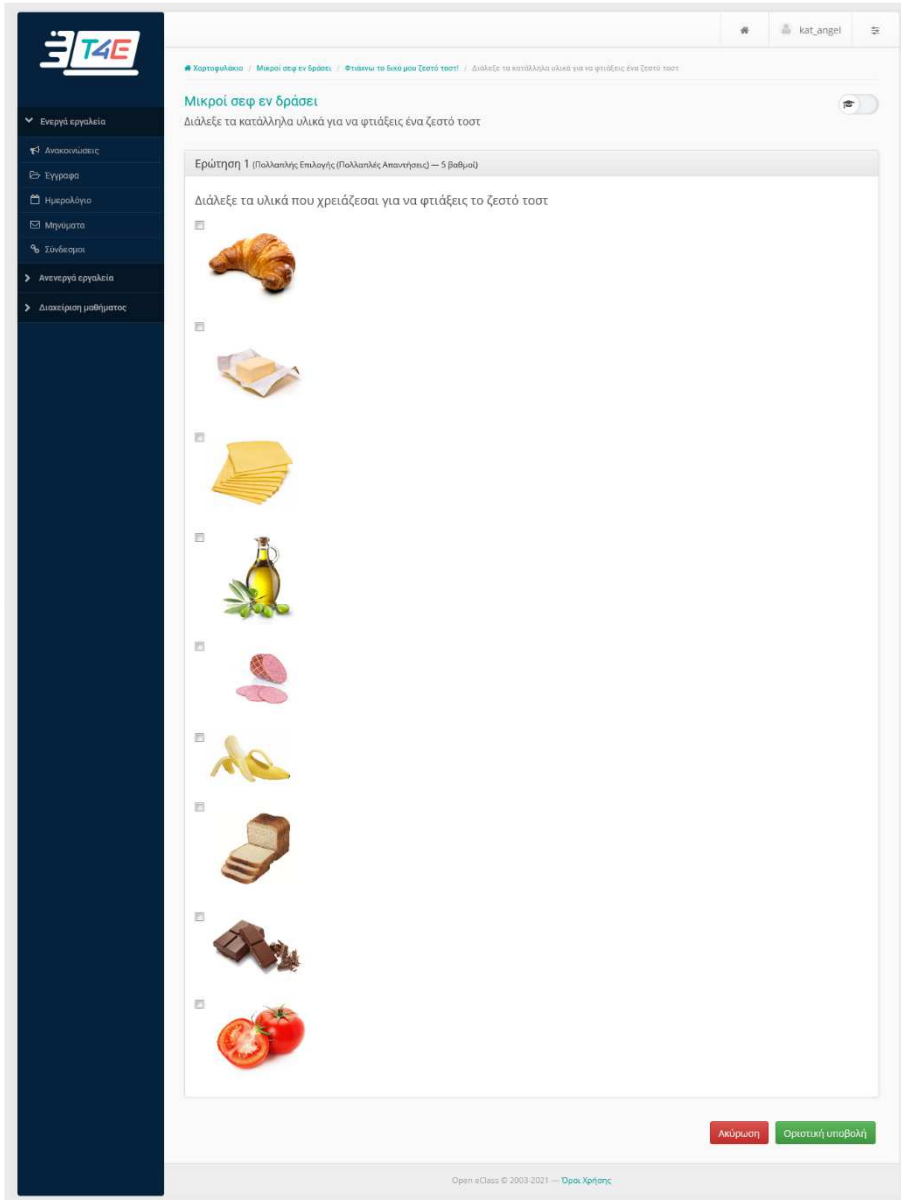 T4E
kat_angel
Χαρτοφυλάκιο / Μικροί σεφ εν δράσει / Φτιάχνω το δικό μου ζεστό τοστ! / Διάλεξε τα κατάλληλα υλικά για να φτιάξεις ένα ζεστό τοστ
Μικροί σεφ εν δράσει
Διάλεξε τα κατάλληλα υλικά για να φτιάξεις ένα ζεστό τοστ
Ενεργά εργαλεία
Ανακοινώσεις
Έγγραφα
Ημερολόγιο
Μηνύματα
Σύνδεσμοι
Ανενεργά εργαλεία
Διαχείριση μαθήματος
Ερώτηση 1 (Πολλαπλής Επιλογής (Πολλαπλές Απαντήσεις) — 5 βαθμοί)
Διάλεξε τα υλικά που χρειάζεσαι για να φτιάξεις το ζεστό τοστ
Ακύρωση
Οριστική υποβολή
Open eClass © 2003-2021 — Όροι Χρήσης